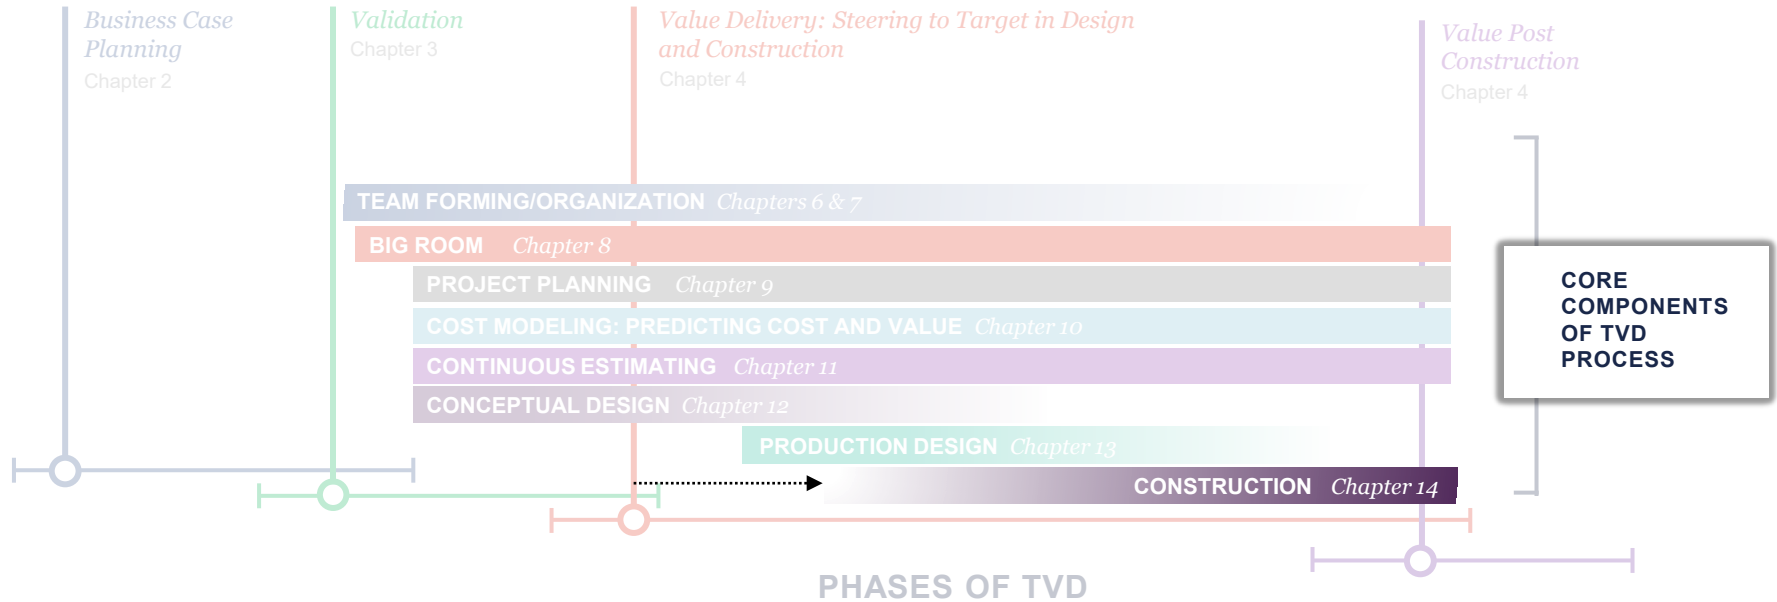 Business Case
Planning
Chapter 2
Validation
Chapter 3
Value Delivery: Steering to Target in Design
and Construction
Chapter 4
Value Post
Construction
Chapter 4
TEAM FORMING/ORGANIZATION Chapters 6 & 7
BIG ROOM Chapter 8
PROJECT PLANNING Chapter 9
COST MODELING: PREDICTING COST AND VALUE Chapter 10
CONTINUOUS ESTIMATING Chapter 11
CONCEPTUAL DESIGN Chapter 12
PRODUCTION DESIGN Chapter 13
CONSTRUCTION Chapter 14
CORE
COMPONENTS
OF TVD
PROCESS
PHASES OF TVD